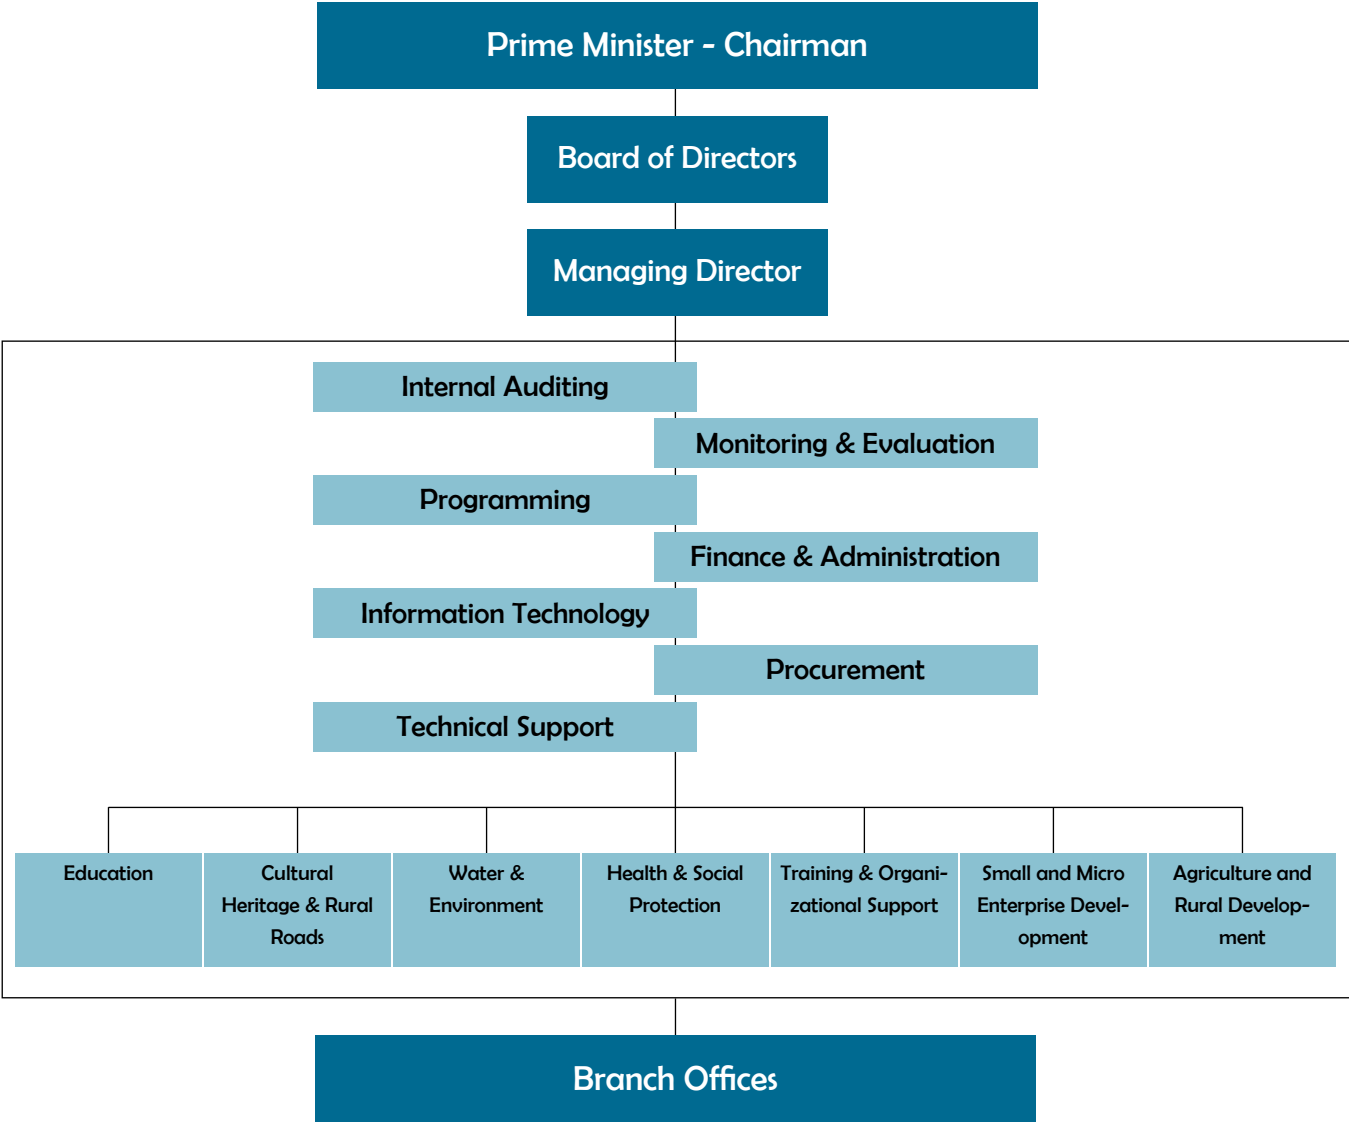 Prime Minister - Chairman
Board of Directors
Managing Director
Internal Auditing
Monitoring & Evaluation
Programming
Finance & Administration
Information Technology
Procurement
Technical Support
Education
Cultural
Heritage & Rural
Roads
Water &
Environment
Health & Social
Protection
Training & Organi-
zational Support
Small and Micro
Enterprise Devel-
opment
Agriculture and
Rural Develop-
ment
Branch Offices